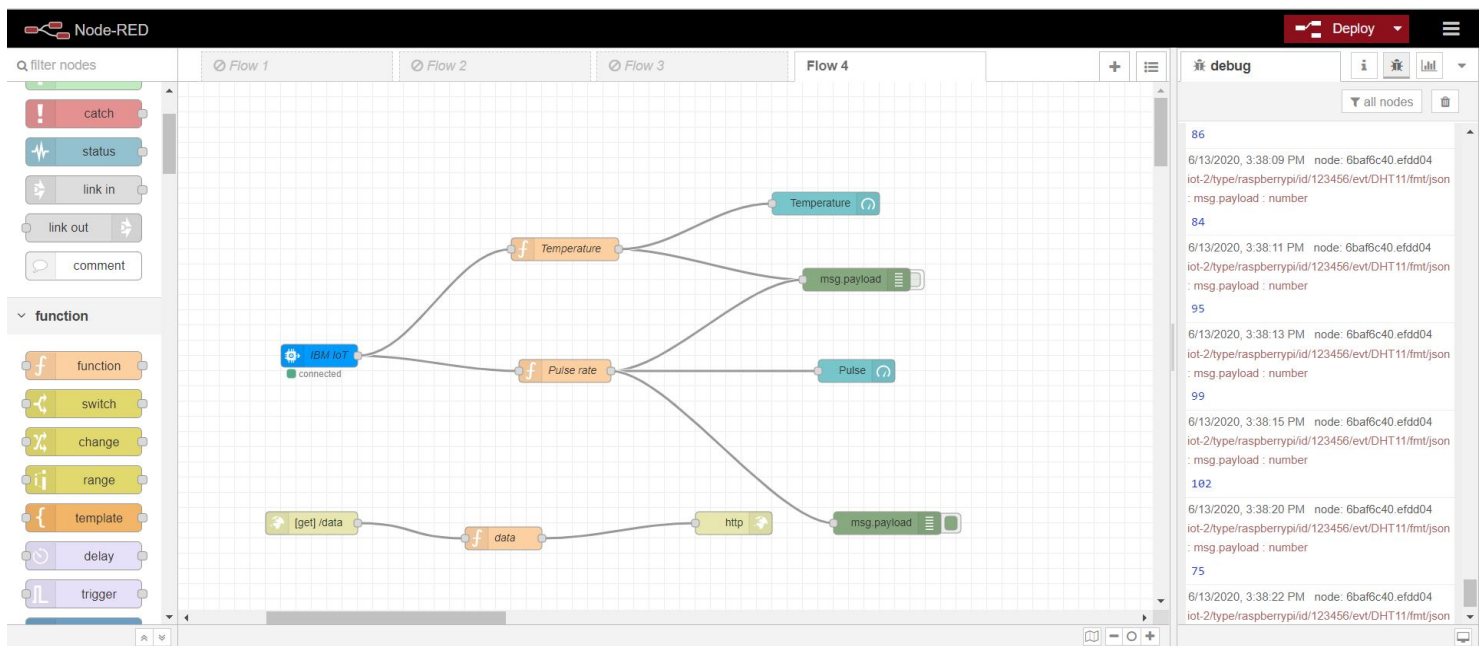 Node-RED
Deploy
filter nodes
catch
status
link in
link out
comment
function
function
switch
change
range
template
delay
trigger
Flow 1
Flow 2
Flow 3
Flow 4
Temperature
Temperature
msg.payload
IBM IoT
connected
Pulse rate
Pulse
[get] /data
data
http
msg.payload
debug
i
all nodes
86
6/13/2020, 3:38:09 PM node: 6baf6c40.efdd04
iot-2/type/raspberrypi/id/123456/evt/DHT11/fmt/json
: msg.payload : number
84
6/13/2020, 3:38:11 PM node: 6baf6c40.efdd04
iot-2/type/raspberrypi/id/123456/evt/DHT11/fmt/json
: msg.payload : number
95
6/13/2020, 3:38:13 PM node: 6baf6c40.efdd04
iot-2/type/raspberrypi/id/123456/evt/DHT11/fmt/json
: msg.payload : number
99
6/13/2020, 3:38:15 PM node: 6baf6c40.efdd04
iot-2/type/raspberrypi/id/123456/evt/DHT11/fmt/json
: msg.payload : number
102
6/13/2020, 3:38:20 PM node: 6baf6c40.efdd04
iot-2/type/raspberrypi/id/123456/evt/DHT11/fmt/json
: msg.payload : number
75
6/13/2020, 3:38:22 PM node: 6baf6c40.efdd04
iot-2/type/raspberrypi/id/123456/evt/DHT11/fmt/json